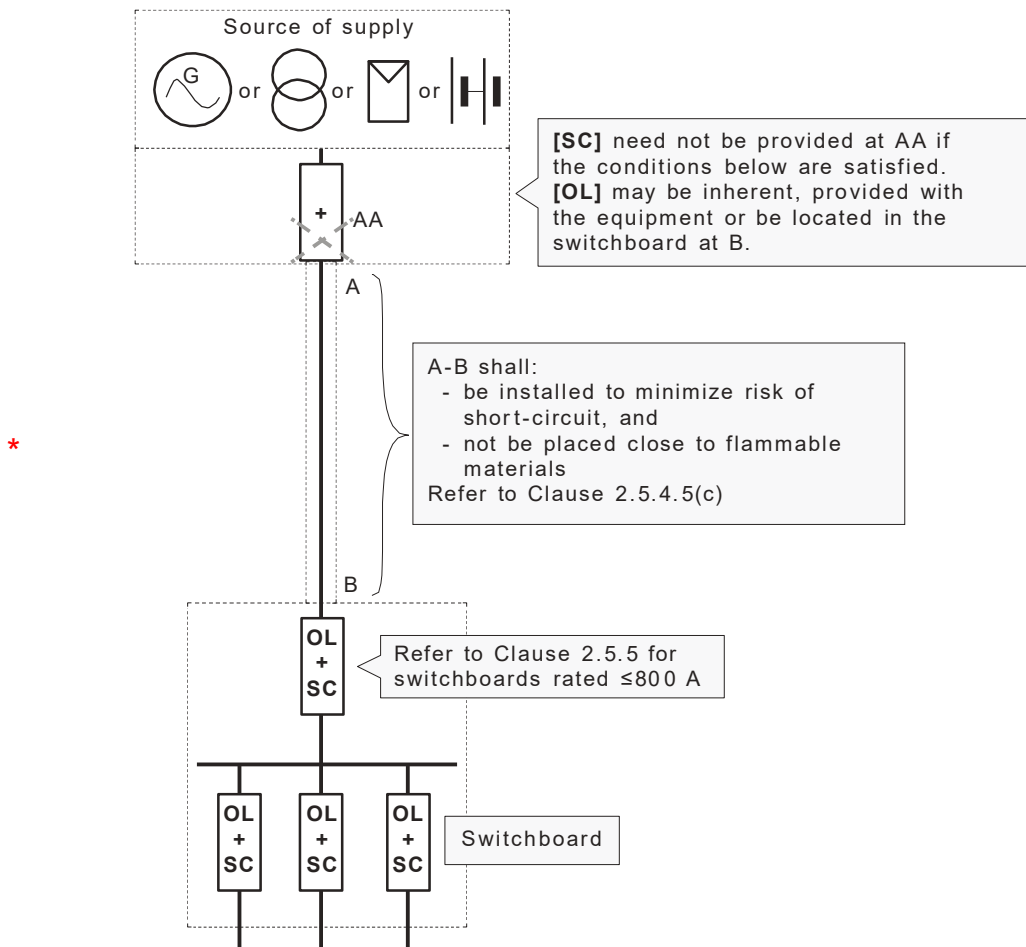 Source of supply
G or or or
[SC] need not be provided at AA if
the conditions below are satisfied.
[OL] may be inherent, provided with
the equipment or be located in the
switchboard at B.
+
AA
A
A-B shall:
- be installed to minimize risk of
short-circuit, and
- not be placed close to flammable
materials
Refer to Clause 2.5.4.5(c)
*
B
OL
+
SC
Refer to Clause 2.5.5 for
switchboards rated ≤800 A
OL OL OL
+ + +
SC SC SC
Switchboard